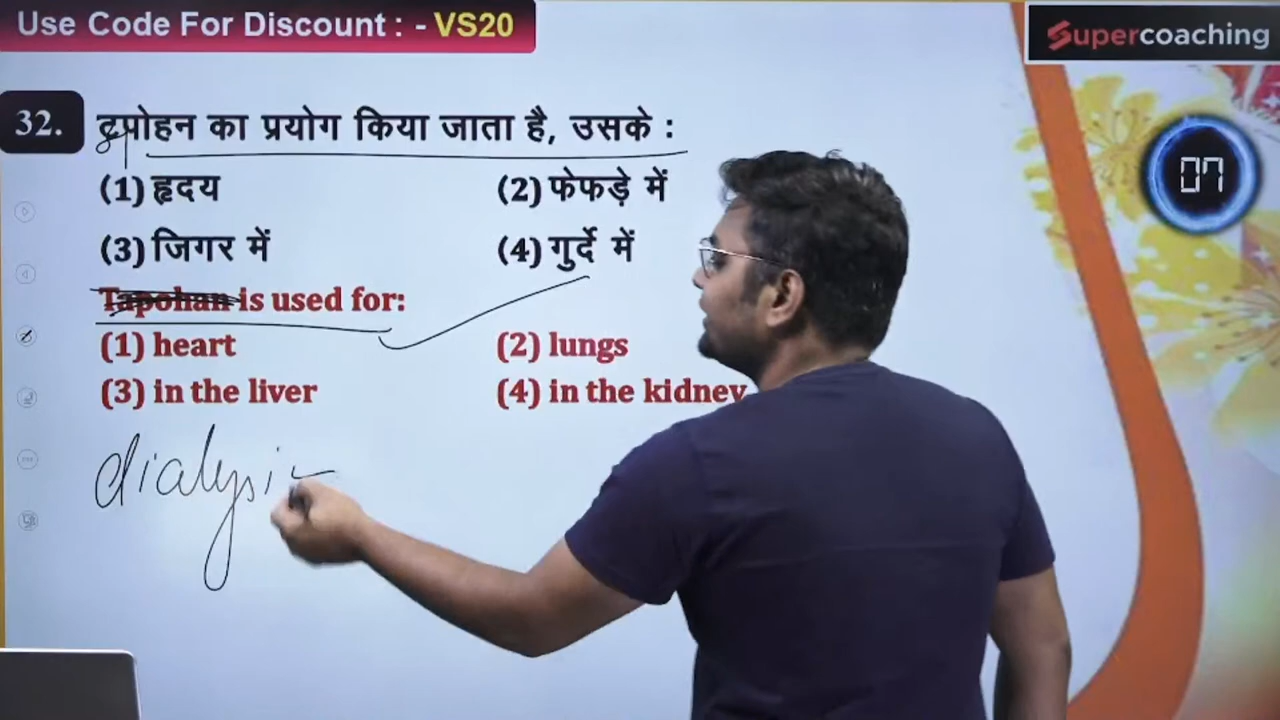 Use Code For Discount : - VS20
Supercoaching
32. द्रपोहन का प्रयोग किया जाता है, उसके :
(1) हृदय (2) फेफड़े में
(3) जिगर में (4) गुर्दे में
07
Tapohan is used for:
(1) heart (2) lungs
(3) in the liver (4) in the kidney
dialysis